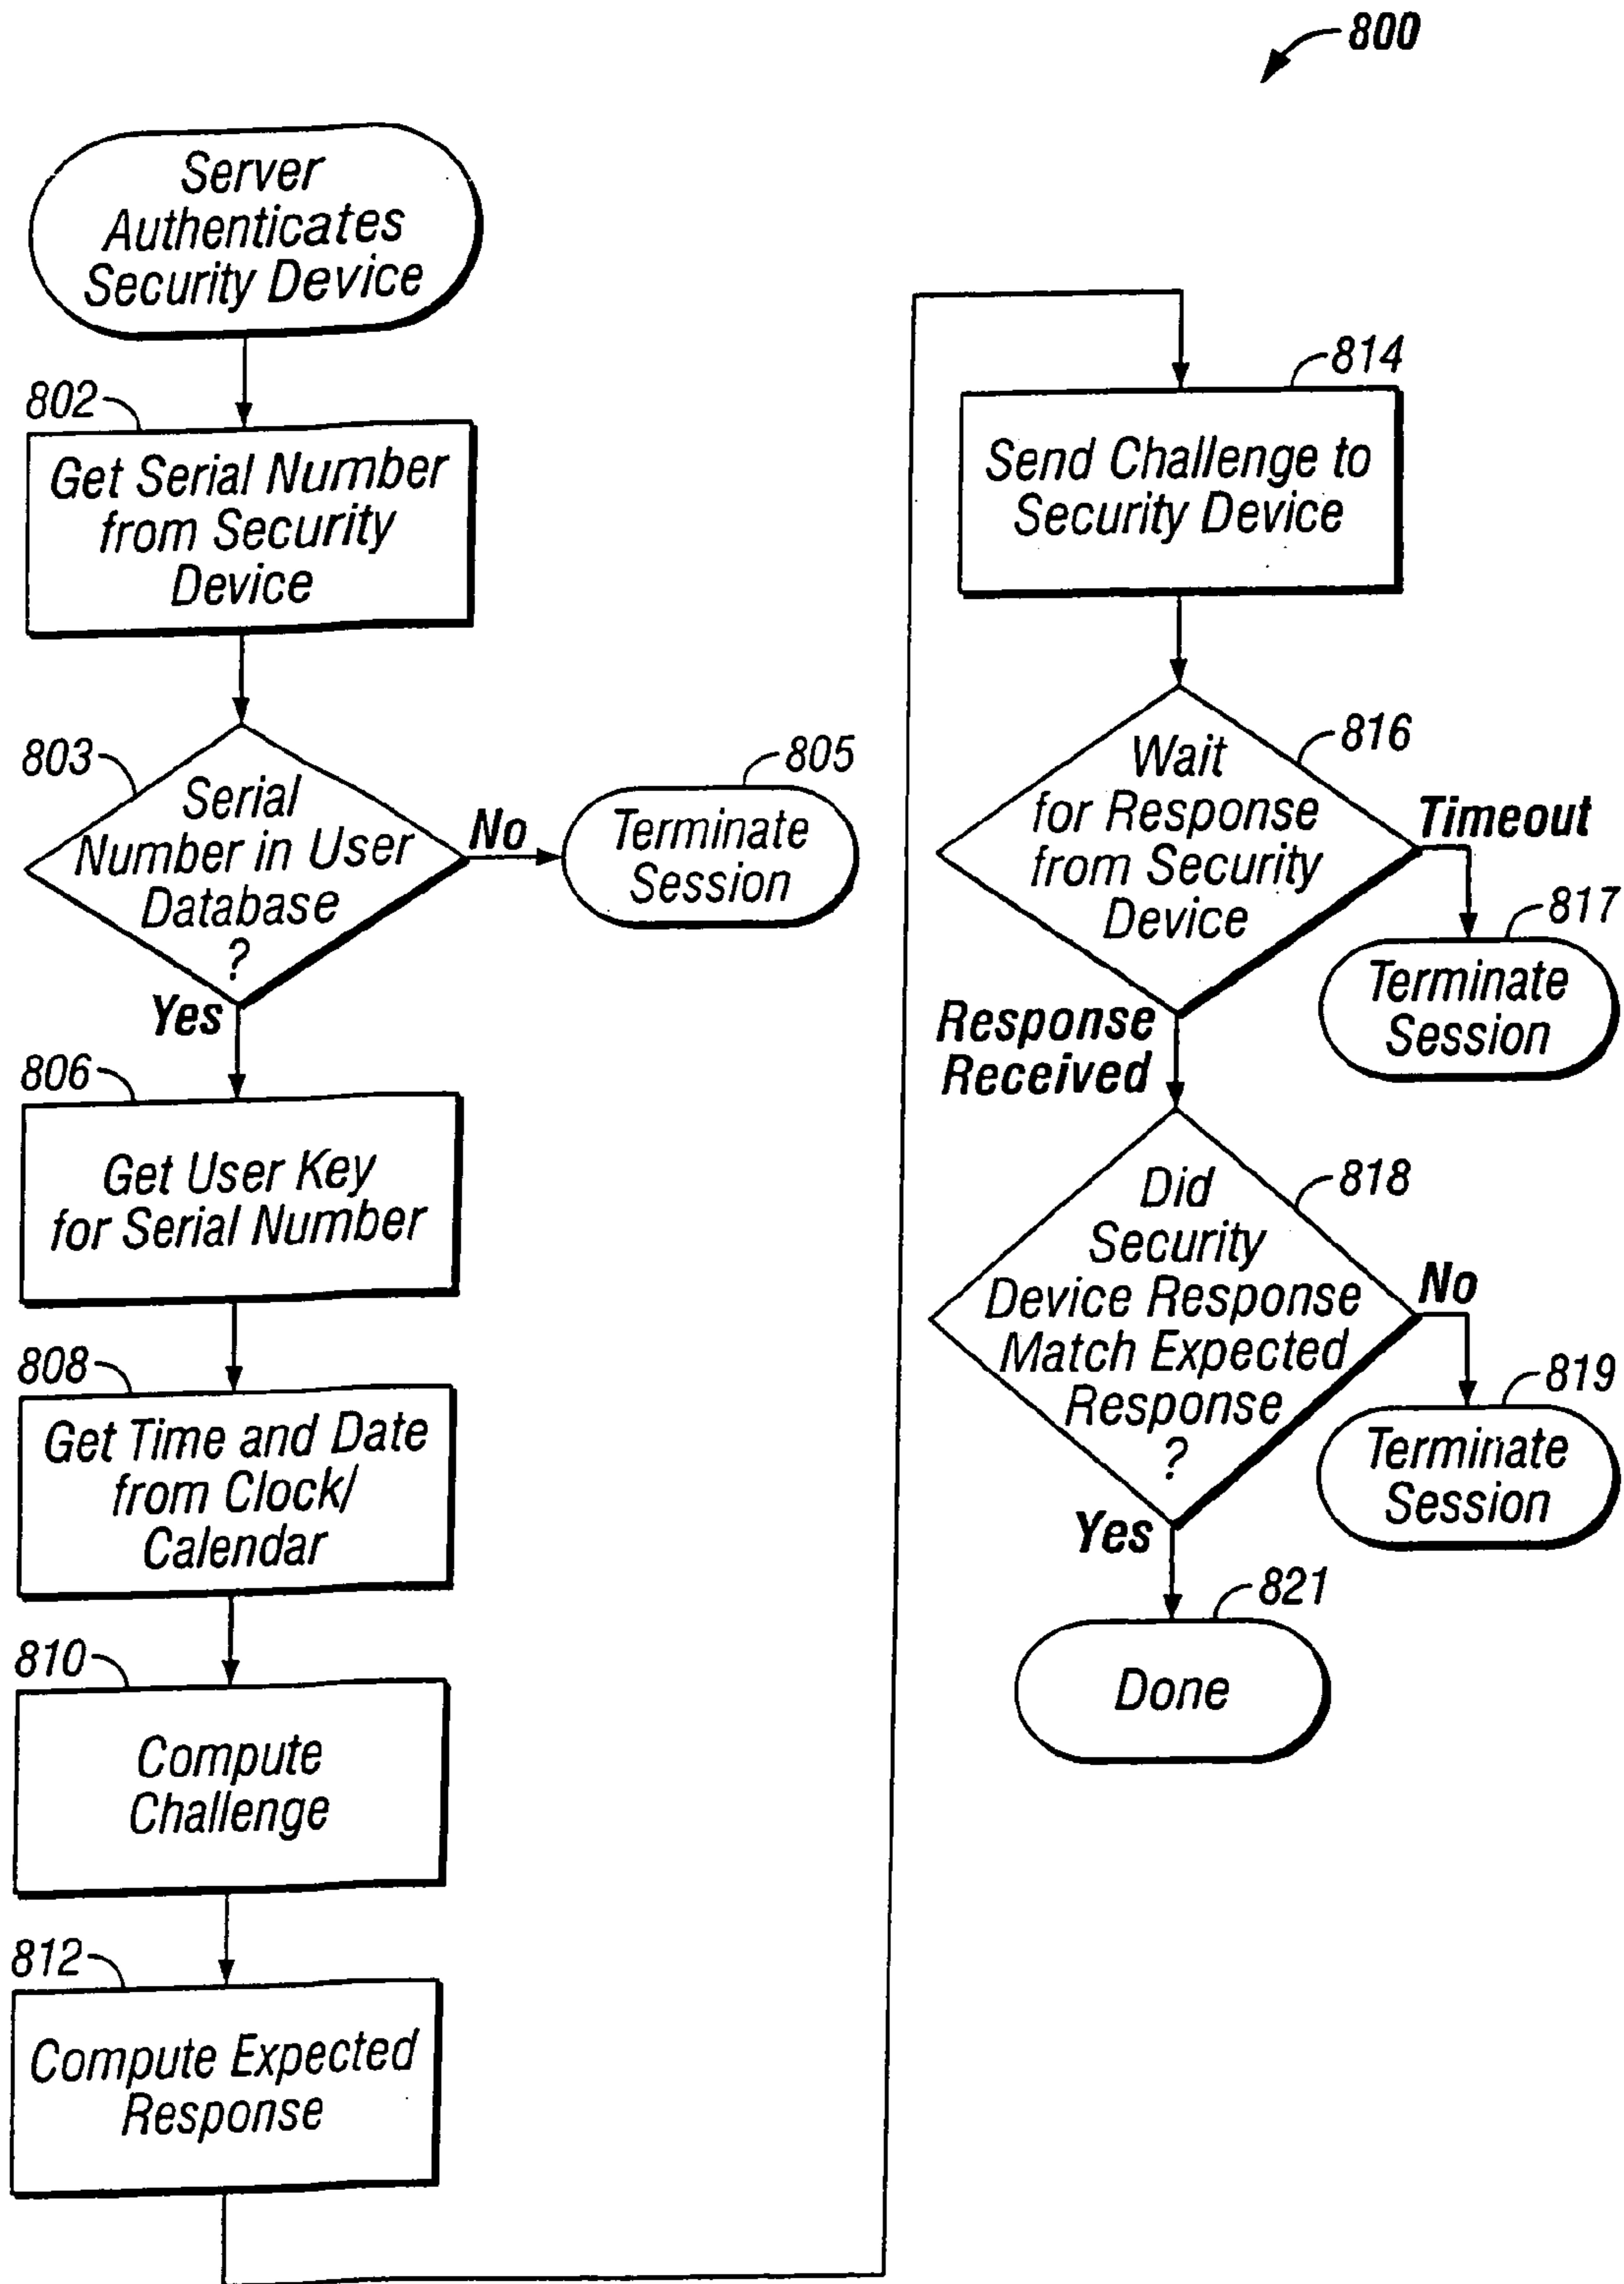 800
Server
Authenticates
Security Device
802
Get Serial Number
from Security
Device
803
Serial
Number in User
Database
?
No
805
Terminate
Session
Yes
806
Get User Key
for Serial Number
808
Get Time and Date
from Clock/
Calendar
810
Compute
Challenge
812
Compute Expected
Response
814
Send Challenge to
Security Device
816
Wait
for Response
from Security
Device
Timeout
817
Terminate
Session
Response
Received
818
Did
Security
Device Response
Match Expected
Response
?
No
819
Terminate
Session
Yes
821
Done